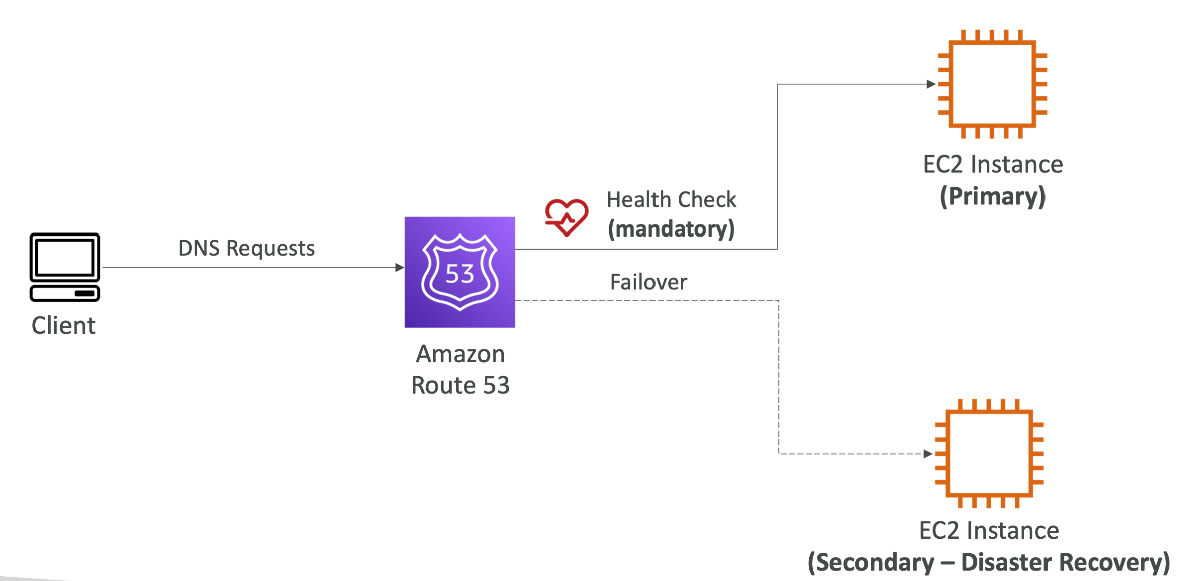 EC2 Instance
(Primary)
Health Check
(mandatory)
DNS Requests
53
Failover
Client
Amazon
Route 53
EC2 Instance
(Secondary – Disaster Recovery)